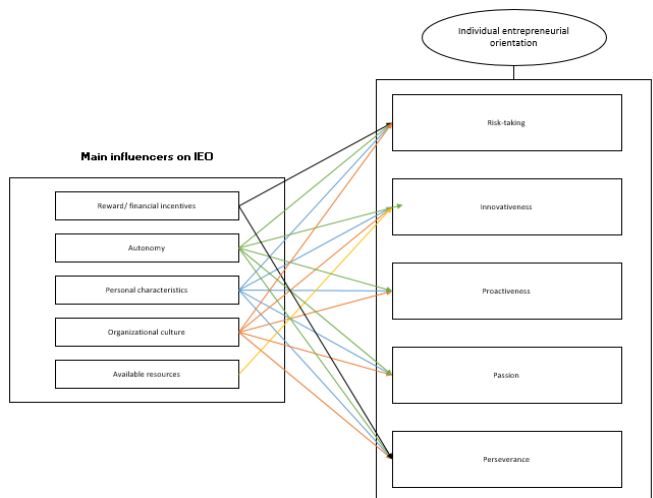 Individual entrepreneurial
orientation
Risk-taking
Main influencers on IEO
Reward/ financial incentives
Innovativeness
Autonomy
Personal characteristics
Proactiveness
Organizational culture
Available resources
Passion
Perseverance